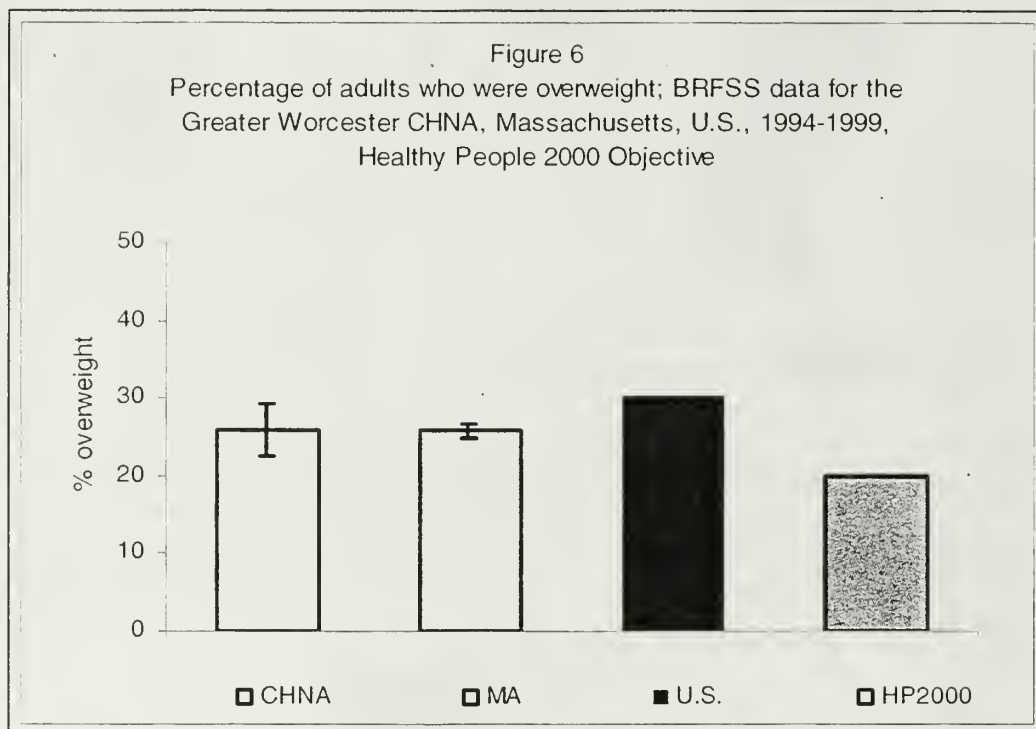 Figure 6
Percentage of adults who were overweight; BRFSS data for the
Greater Worcester CHNA, Massachusetts, U.S., 1994-1999,
Healthy People 2000 Objective
% overweight
50
40
30
20
10
0
CHNA MA U.S. HP2000